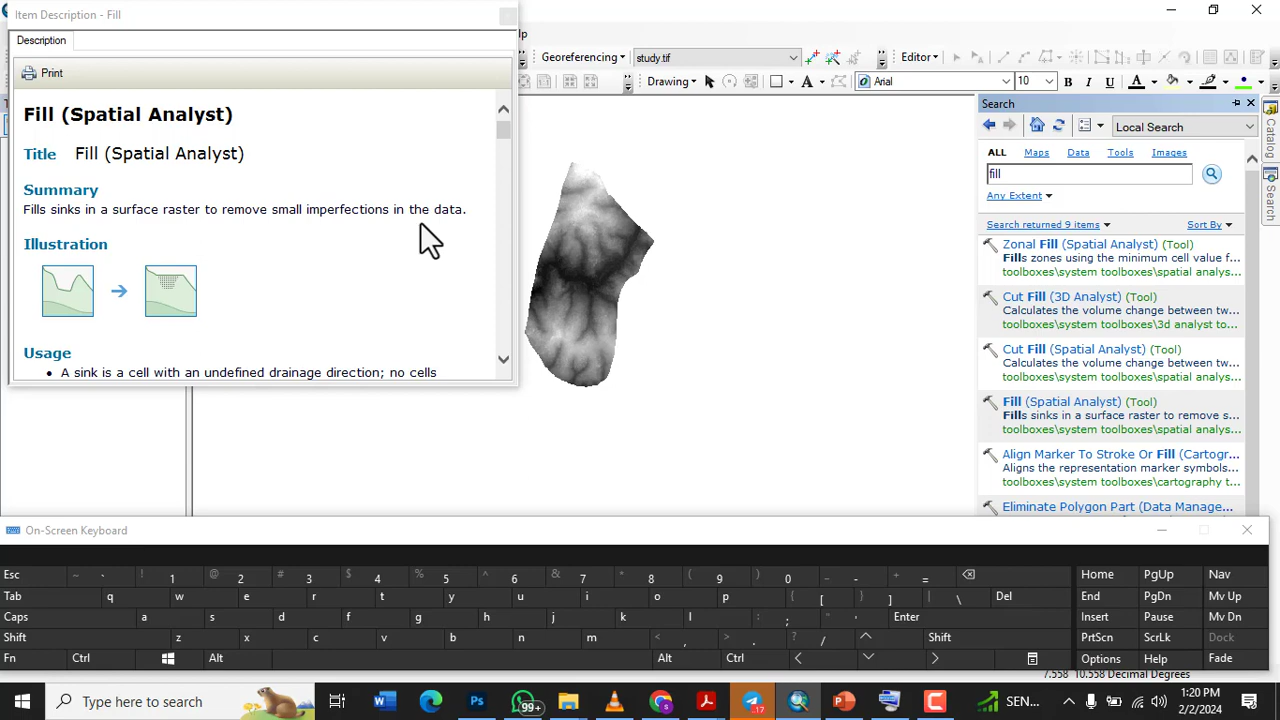 Item Description - Fill
Description
Print
Fill (Spatial Analyst)
Title Fill (Spatial Analyst)
Summary
Fills sinks in a surface raster to remove small imperfections in the data.
Illustration
Usage
• A sink is a cell with an undefined drainage direction; no cells
Georeferencing
study.tif
Editor
Drawing
Arial
10
B I U A
Search
Local Search
ALL Maps Data Tools Images
fill
Any Extent
Search returned 9 items
Sort By
Zonal Fill (Spatial Analyst) (Tool)
Fills zones using the minimum cell value f...
toolboxes\system toolboxes\spatial analys...
Cut Fill (3D Analyst) (Tool)
Calculates the volume change between tw...
toolboxes\system toolboxes\3d analyst to...
Cut Fill (Spatial Analyst) (Tool)
Calculates the volume change between tw...
toolboxes\system toolboxes\spatial analys...
Fill (Spatial Analyst) (Tool)
Fills sinks in a surface raster to remove s...
toolboxes\system toolboxes\spatial analys...
Align Marker To Stroke Or Fill (Cartogr...
Aligns the representation marker symbols...
toolboxes\system toolboxes\cartography t...
Eliminate Polygon Part (Data Manage...
Catalog
Search
On-Screen Keyboard
Esc ~ ` ! 1 @ 2 # 3 $ 4 % 5 ^ 6 & 7 * 8 ( 9 ) 0 _ - + = Home PgUp Nav
Tab q w e r t y u i o p { [ } ] | \ Del End PgDn Mv Up
Caps a s d f g h j k l : ; " ' Enter Insert Pause Mv Dn
Shift z x c v b n m < , > . ? / Shift PrtScn ScrLk Dock
Fn Ctrl Alt Alt Ctrl Options Help Fade
7.558 10.558 Decimal Degrees
Type here to search
99+
17
SEN...
1:20 PM
2/2/2024